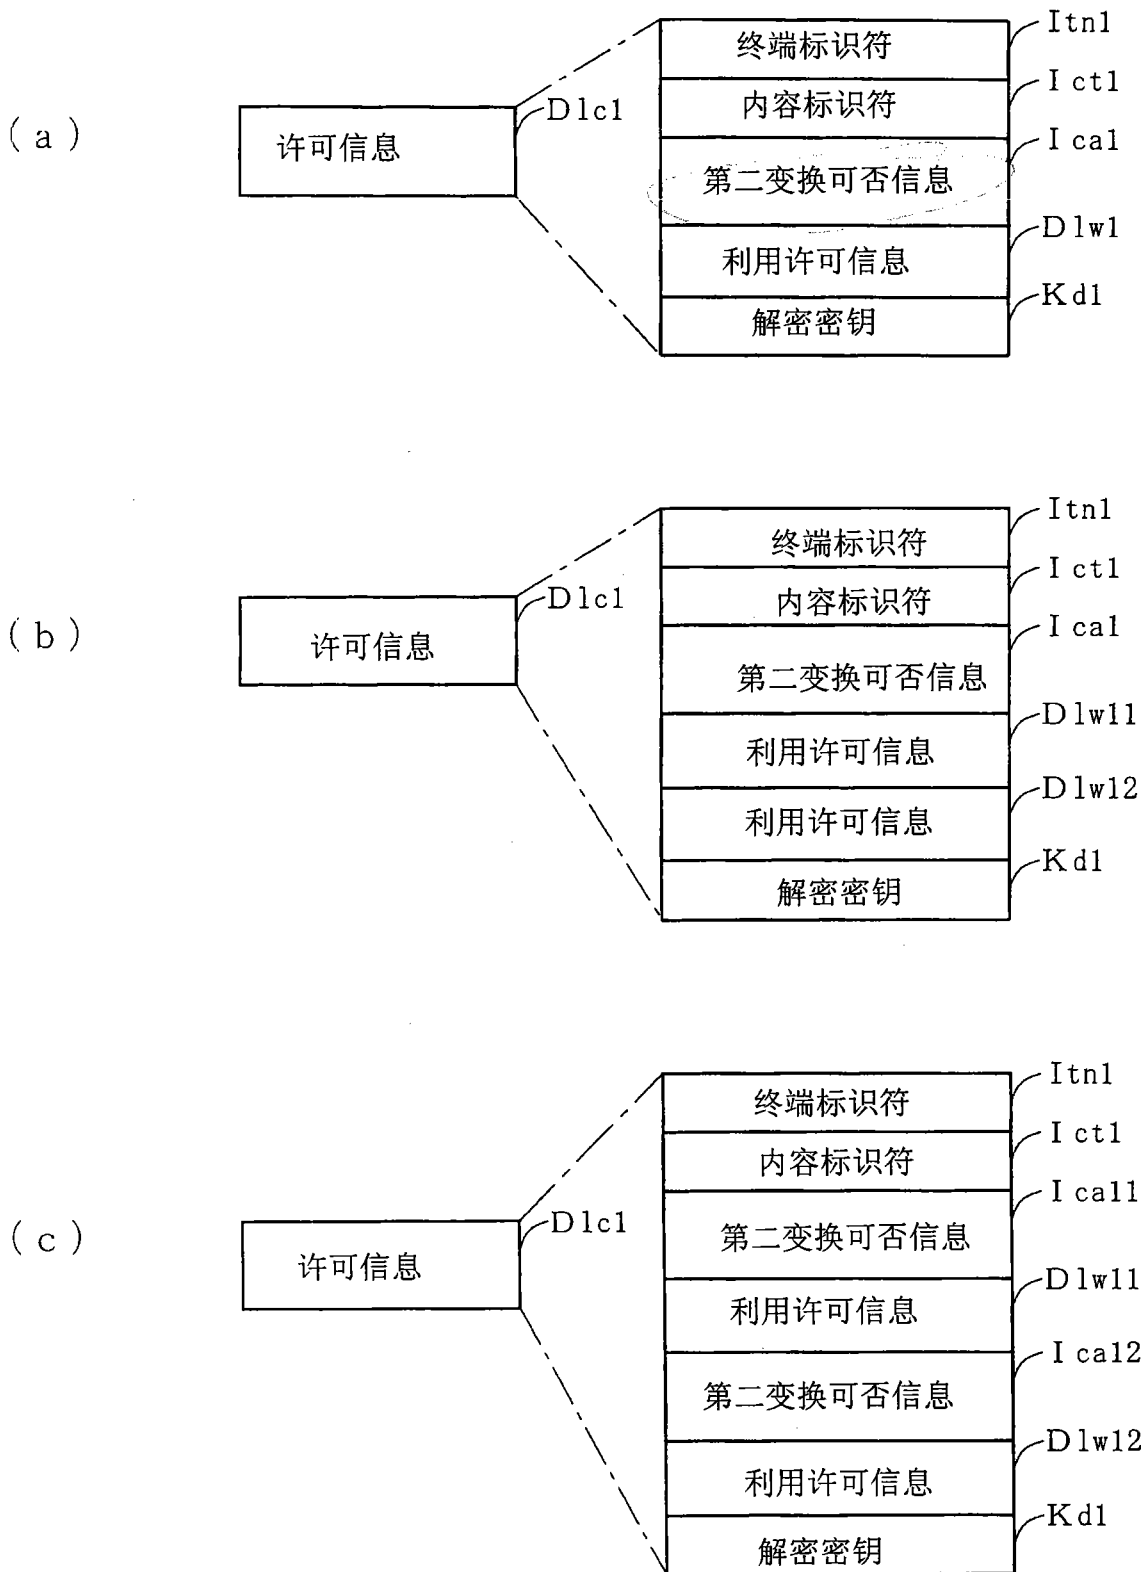 (a)
许可信息
Dlc1
终端标识符
Itn1
内容标识符
Ict1
第二变换可否信息
Ica1
利用许可信息
Dlw1
解密密钥
Kd1
(b)
许可信息
Dlc1
终端标识符
Itn1
内容标识符
Ict1
第二变换可否信息
Ica1
利用许可信息
Dlw11
利用许可信息
Dlw12
解密密钥
Kd1
(c)
许可信息
Dlc1
终端标识符
Itn1
内容标识符
Ict1
第二变换可否信息
Ica11
利用许可信息
Dlw11
第二变换可否信息
Ica12
利用许可信息
Dlw12
解密密钥
Kd1